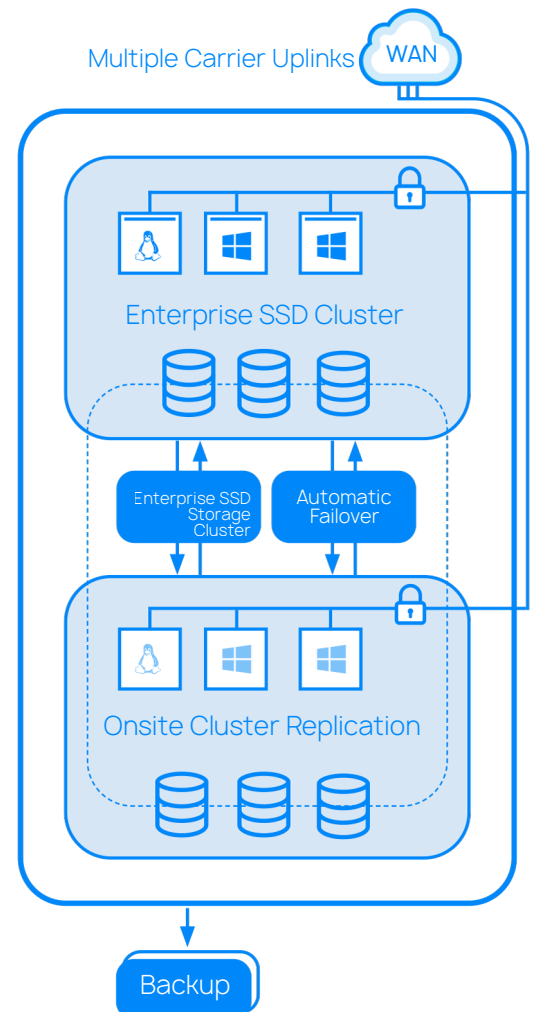 Multiple Carrier Uplinks
WAN
Enterprise SSD Cluster
Enterprise SSD
Storage
Cluster
Automatic
Failover
Onsite Cluster Replication
Backup